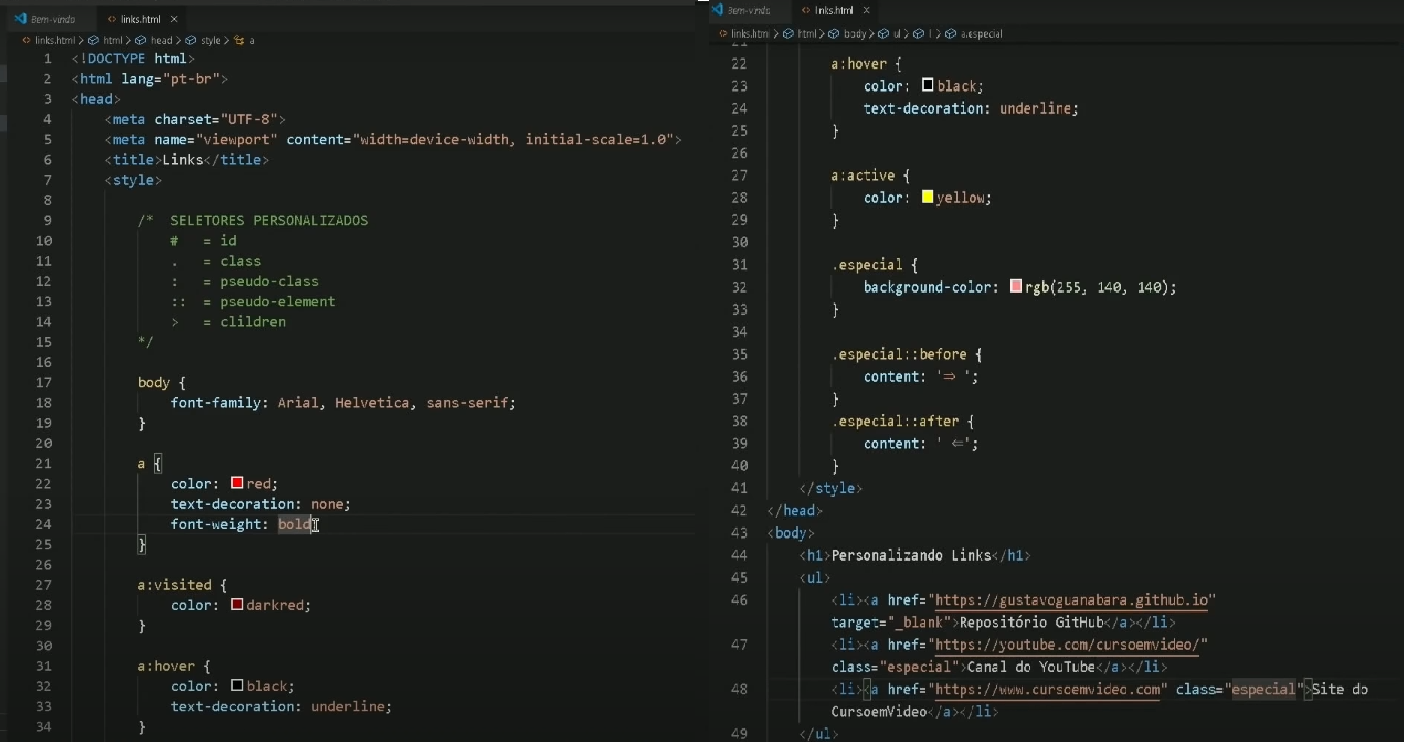 Bem-vindo
links.html
links.html > html > head > style > a
1 <!DOCTYPE html>
2 <html lang="pt-br">
3 <head>
4 <meta charset="UTF-8">
5 <meta name="viewport" content="width=device-width, initial-scale=1.0">
6 <title>Links</title>
7 <style>
8
9 /* SELETORES PERSONALIZADOS
10 # = id
11 . = class
12 : = pseudo-class
13 :: = pseudo-element
14 > = clildren
15 */
16
17 body {
18 font-family: Arial, Helvetica, sans-serif;
19 }
20
21 a {
22 color: red;
23 text-decoration: none;
24 font-weight: bold
25 }
26
27 a:visited {
28 color: darkred;
29 }
30
31 a:hover {
32 color: black;
33 text-decoration: underline;
34 }
Bem-vindo
links.html
links.html > html > body > ul > l > a.especial
21
22 a:hover {
23 color: black;
24 text-decoration: underline;
25 }
26
27 a:active {
28 color: yellow;
29 }
30
31 .especial {
32 background-color: rgb(255, 140, 140);
33 }
34
35 .especial::before {
36 content: '⇒ ';
37 }
38 .especial::after {
39 content: ' ⇐';
40 }
41 </style>
42 </head>
43 <body>
44 <h1>Personalizando Links</h1>
45 <ul>
46 <li><a href="https://gustavoguanabara.github.io"
target="_blank">Repositório GitHub</a></li>
47 <li><a href="https://youtube.com/cursoemvideo/"
class="especial">Canal do YouTube</a></li>
48 <li><a href="https://www.cursoemvideo.com" class="especial">Site do
CursoemVideo</a></li>
49 </ul>